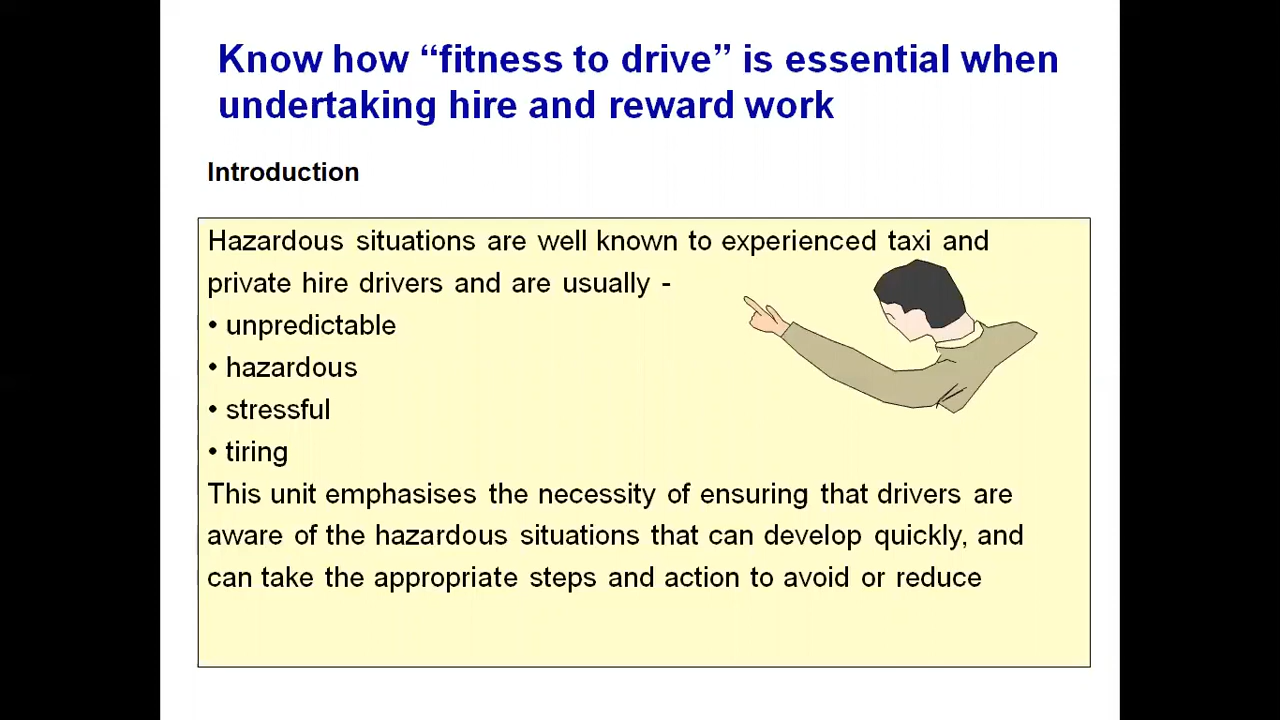 Know how “fitness to drive” is essential when
undertaking hire and reward work
Introduction
Hazardous situations are well known to experienced taxi and
private hire drivers and are usually -
• unpredictable
• hazardous
• stressful
• tiring
This unit emphasises the necessity of ensuring that drivers are
aware of the hazardous situations that can develop quickly, and
can take the appropriate steps and action to avoid or reduce